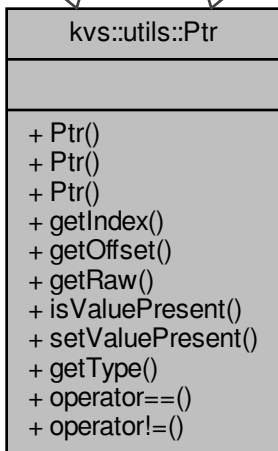 kvs::utils::Ptr
+ Ptr()
+ Ptr()
+ Ptr()
+ getIndex()
+ getOffset()
+ getRaw()
+ isValuePresent()
+ setValuePresent()
+ getType()
+ operator==()
+ operator!=()